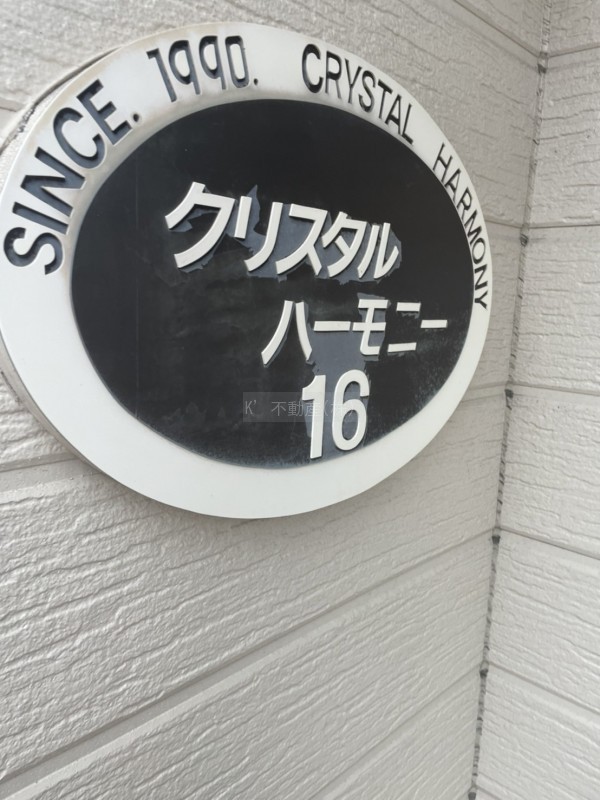 SINCE. 1990. CRYSTAL HARMONY
クリスタル
ハーモニー
16
K' 不動産